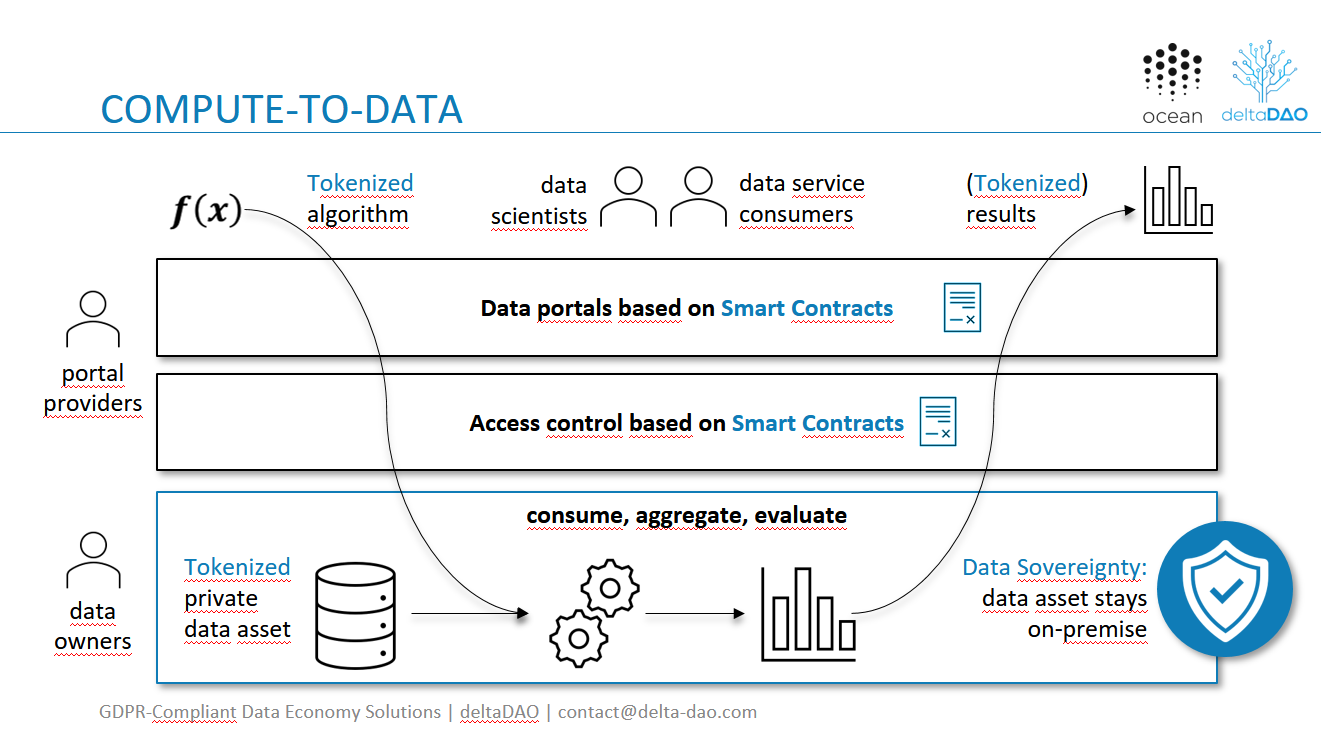 COMPUTE-TO-DATA
ocean
deltaDAO
f(x)
Tokenized
algorithm
data
scientists
data service
consumers
(Tokenized)
results
Data portals based on Smart Contracts
portal
providers
Access control based on Smart Contracts
consume, aggregate, evaluate
data
owners
Tokenized
private
data asset
Data Sovereignty:
data asset stays
on-premise
GDPR-Compliant Data Economy Solutions | deltaDAO | contact@delta-dao.com